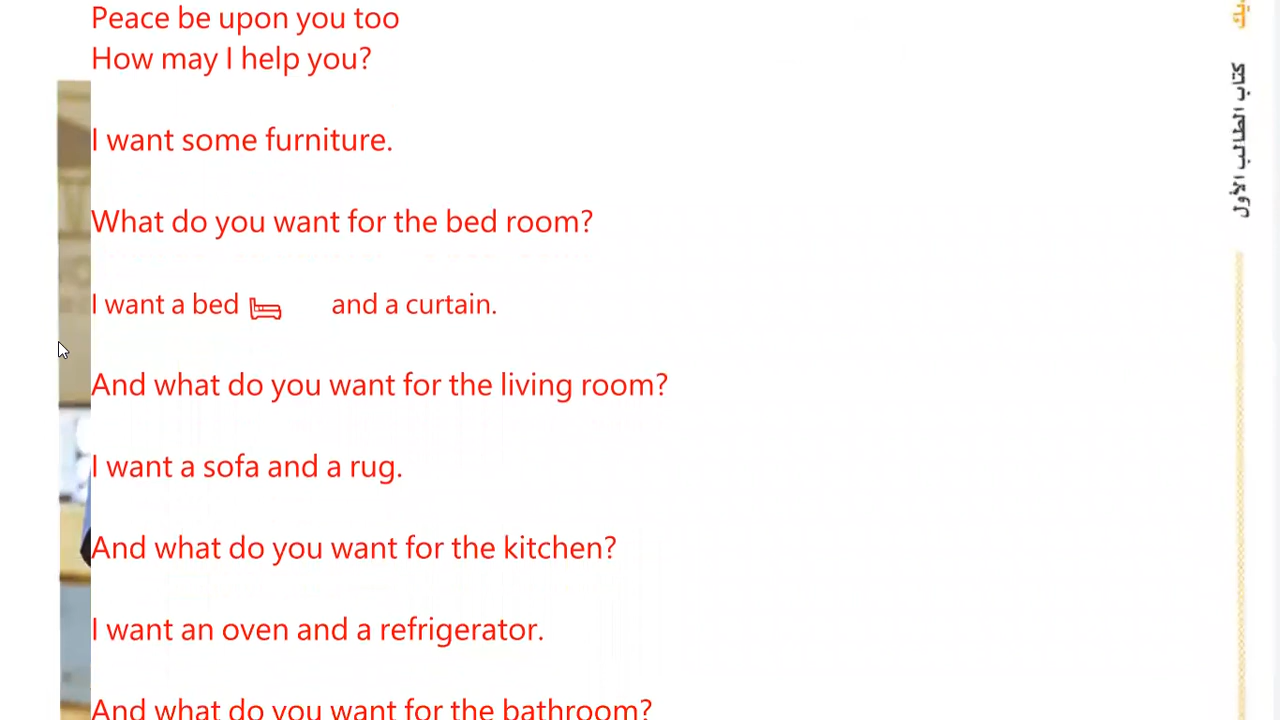 Peace be upon you too
How may I help you?
I want some furniture.
What do you want for the bed room?
I want a bed and a curtain.
And what do you want for the living room?
I want a sofa and a rug.
And what do you want for the kitchen?
I want an oven and a refrigerator.
And what do you want for the bathroom?
كتاب الطالب الأول